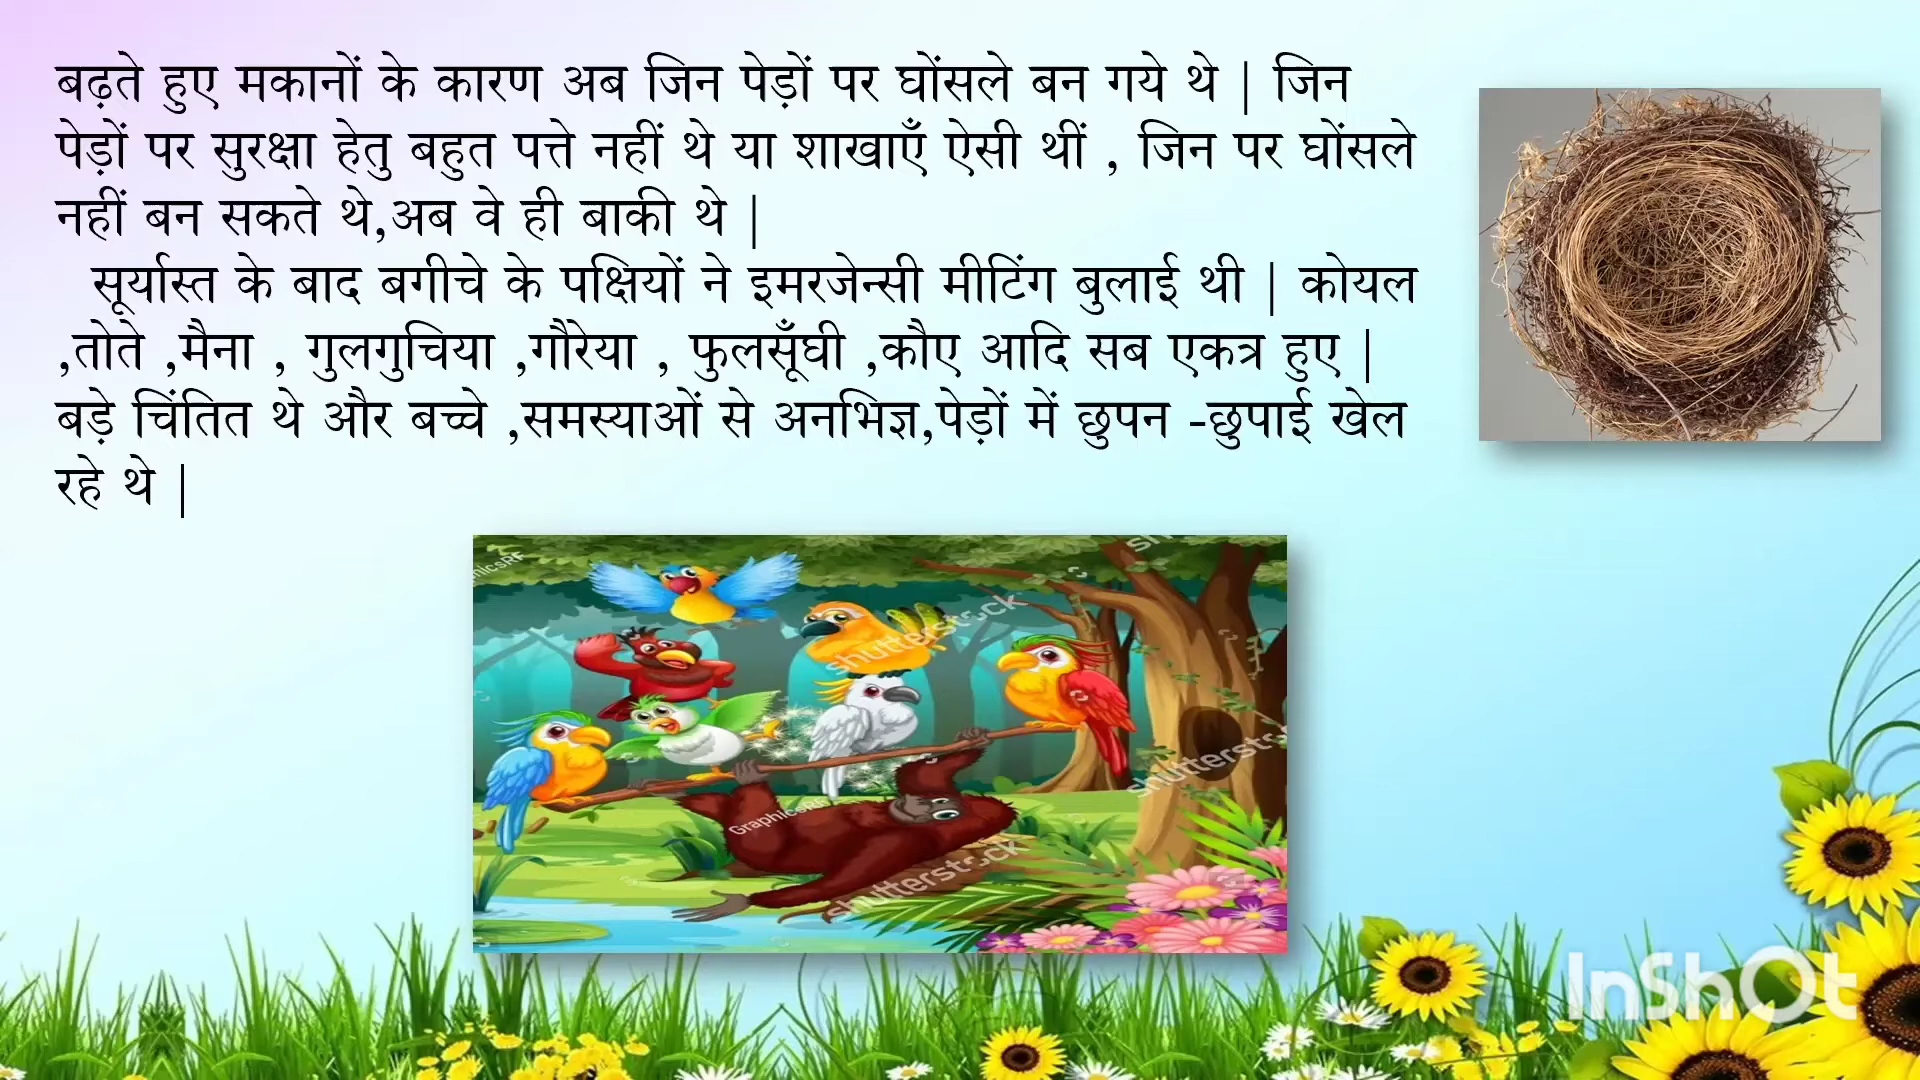 बढ़ते हुए मकानों के कारण अब जिन पेड़ों पर घोंसले बन गये थे | जिन
पेड़ों पर सुरक्षा हेतु बहुत पत्ते नहीं थे या शाखाएँ ऐसी थीं , जिन पर घोंसले
नहीं बन सकते थे,अब वे ही बाकी थे |
सूर्यास्त के बाद बगीचे के पक्षियों ने इमरजेन्सी मीटिंग बुलाई थी | कोयल
,तोते ,मैना , गुलगुचिया ,गौरेया , फुलसूँघी ,कौए आदि सब एकत्र हुए |
बड़े चिंतित थे और बच्चे ,समस्याओं से अनभिज्ञ,पेड़ों में छुपन -छुपाई खेल
रहे थे |
shutterstock
shutterstock
shutterstock
GraphicsRF
InShOt